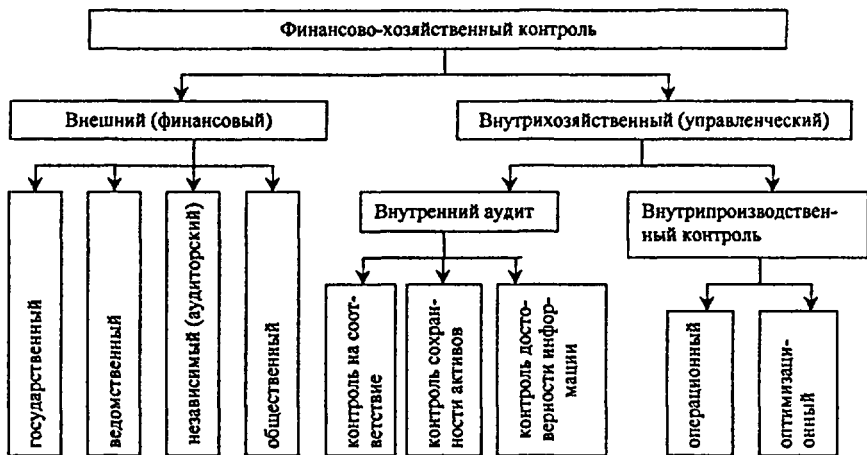 Финансово-хозяйственный контроль
Внешний (финансовый)
Внутрихозяйственный (управленческий)
государственный
ведомственный
независимый (аудиторский)
общественный
Внутренний аудит
Внутрипроизводствен-
ный контроль
контроль на соот-
ветствие
контроль сохран-
ности активов
контроль досто-
верности инфор-
мации
операционный
оптимизаци-
онный